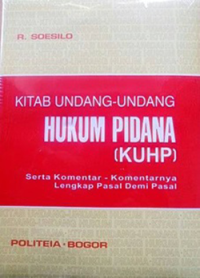 R. SOESILO
KITAB UNDANG-UNDANG
HUKUM PIDANA
(KUHP)
Serta Komentar - Komentarnya
Lengkap Pasal Demi Pasal
POLITEIA - BOGOR